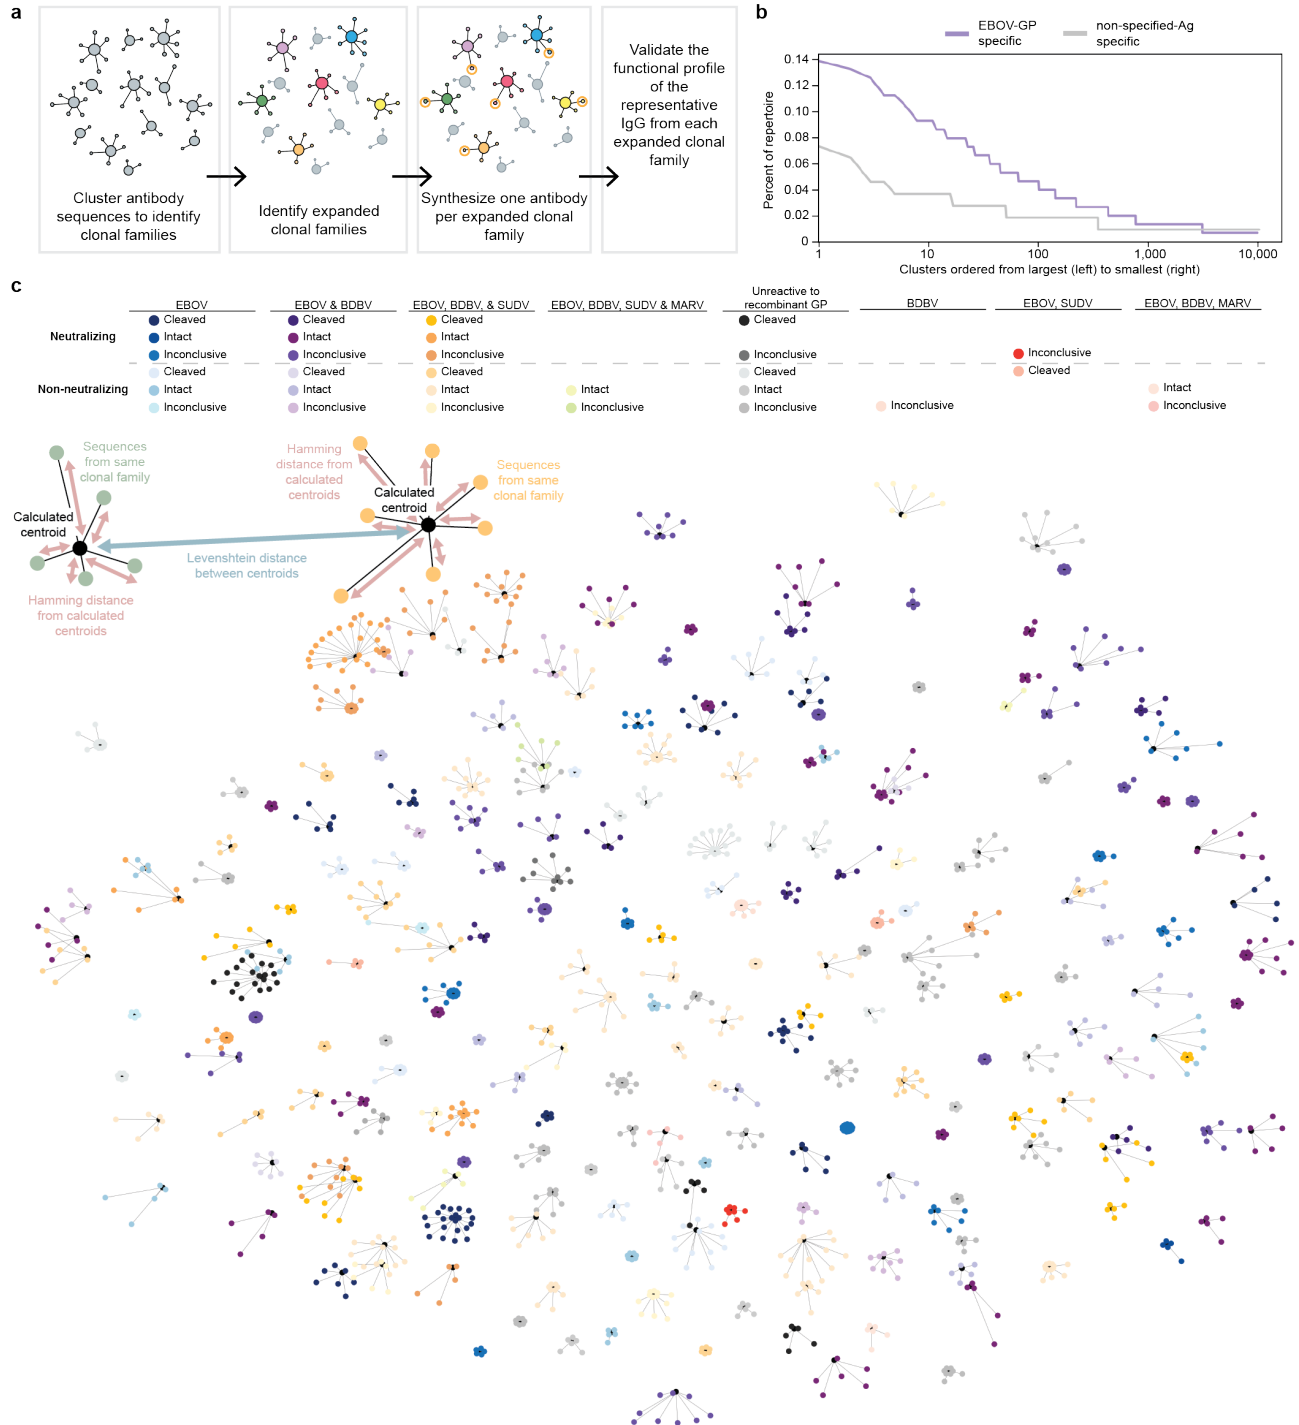 a
Cluster antibody
sequences to identify
clonal families
Identify expanded
clonal families
Synthesize one antibody
per expanded clonal
family
Validate the
functional profile
of the
representative
IgG from each
expanded clonal
family
b
EBOV-GP
specific
non-specified-Ag
specific
Percent of repertoire
0.14
0.12
0.10
0.08
0.06
0.04
0.02
0
1
10
100
1,000
10,000
Clusters ordered from largest (left) to smallest (right)
c
Neutralizing
Non-neutralizing
EBOV
Cleaved
Intact
Inconclusive
Cleaved
Intact
Inconclusive
EBOV & BDBV
Cleaved
Intact
Inconclusive
Cleaved
Intact
Inconclusive
EBOV, BDBV, & SUDV
Cleaved
Intact
Inconclusive
Cleaved
Intact
Inconclusive
EBOV, BDBV, SUDV & MARV
Intact
Inconclusive
Unreactive to
recombinant GP
Cleaved
Inconclusive
Cleaved
Intact
Inconclusive
BDBV
Inconclusive
EBOV, SUDV
Inconclusive
Cleaved
EBOV, BDBV, MARV
Intact
Inconclusive
Sequences
from same
clonal family
Calculated
centroid
Hamming distance
from calculated
centroids
Levenshtein distance
between centroids
Hamming
distance from
calculated
centroids
Calculated
centroid
Sequences
from same
clonal family